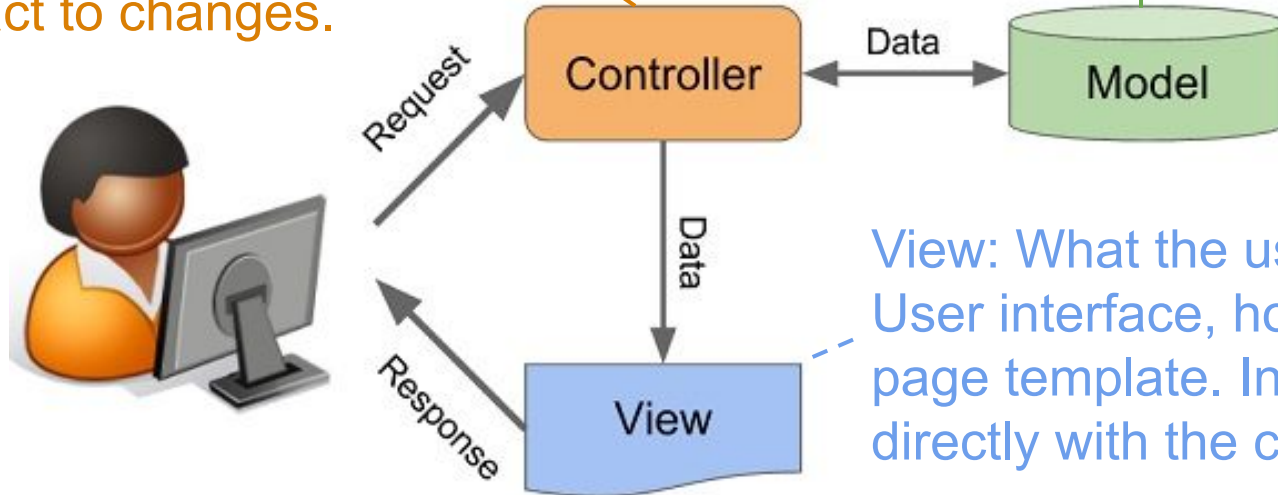 act to changes.
Controller
Data
Model
Request
Data
View: What the us
User interface, ho
page template. In
directly with the c
Response
View